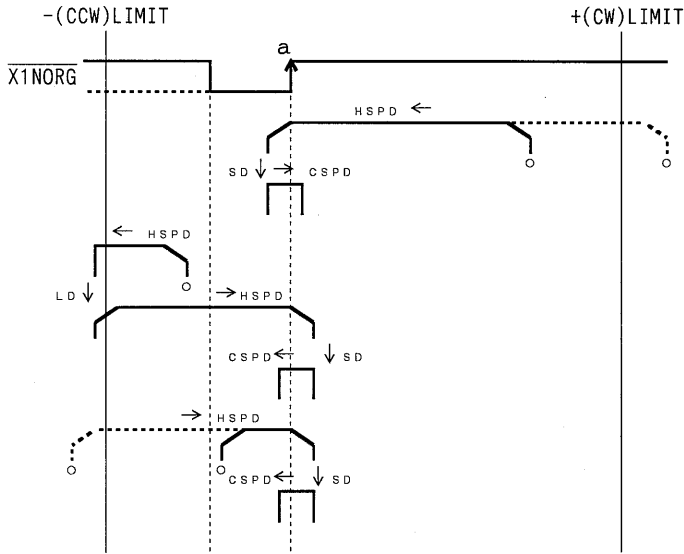 -(CCW)LIMIT
+(CW)LIMIT
a
X1NORG
HSPD ←
SD ↓ → CSPD
← HSPD
LD ↓
→ HSPD
CSPD ← ↓ SD
→ HSPD
CSPD ← ↓ SD